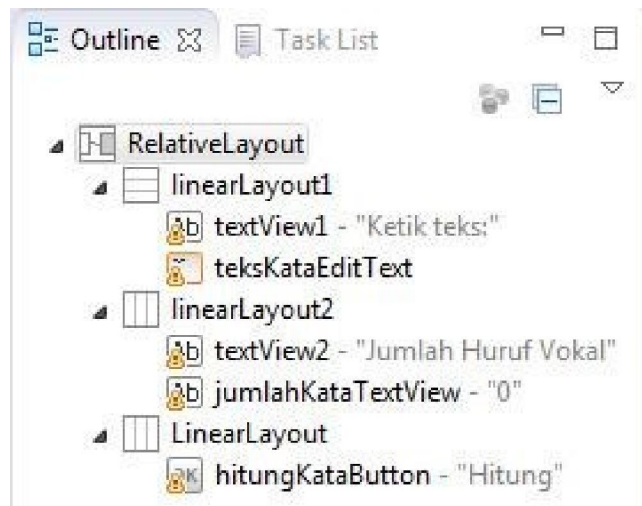 Outline Task List
RelativeLayout
linearLayout1
textView1 - "Ketik teks:"
teksKataEditText
linearLayout2
textView2 - "Jumlah Huruf Vokal"
jumlahKataTextView - "0"
LinearLayout
hitungKataButton - "Hitung"